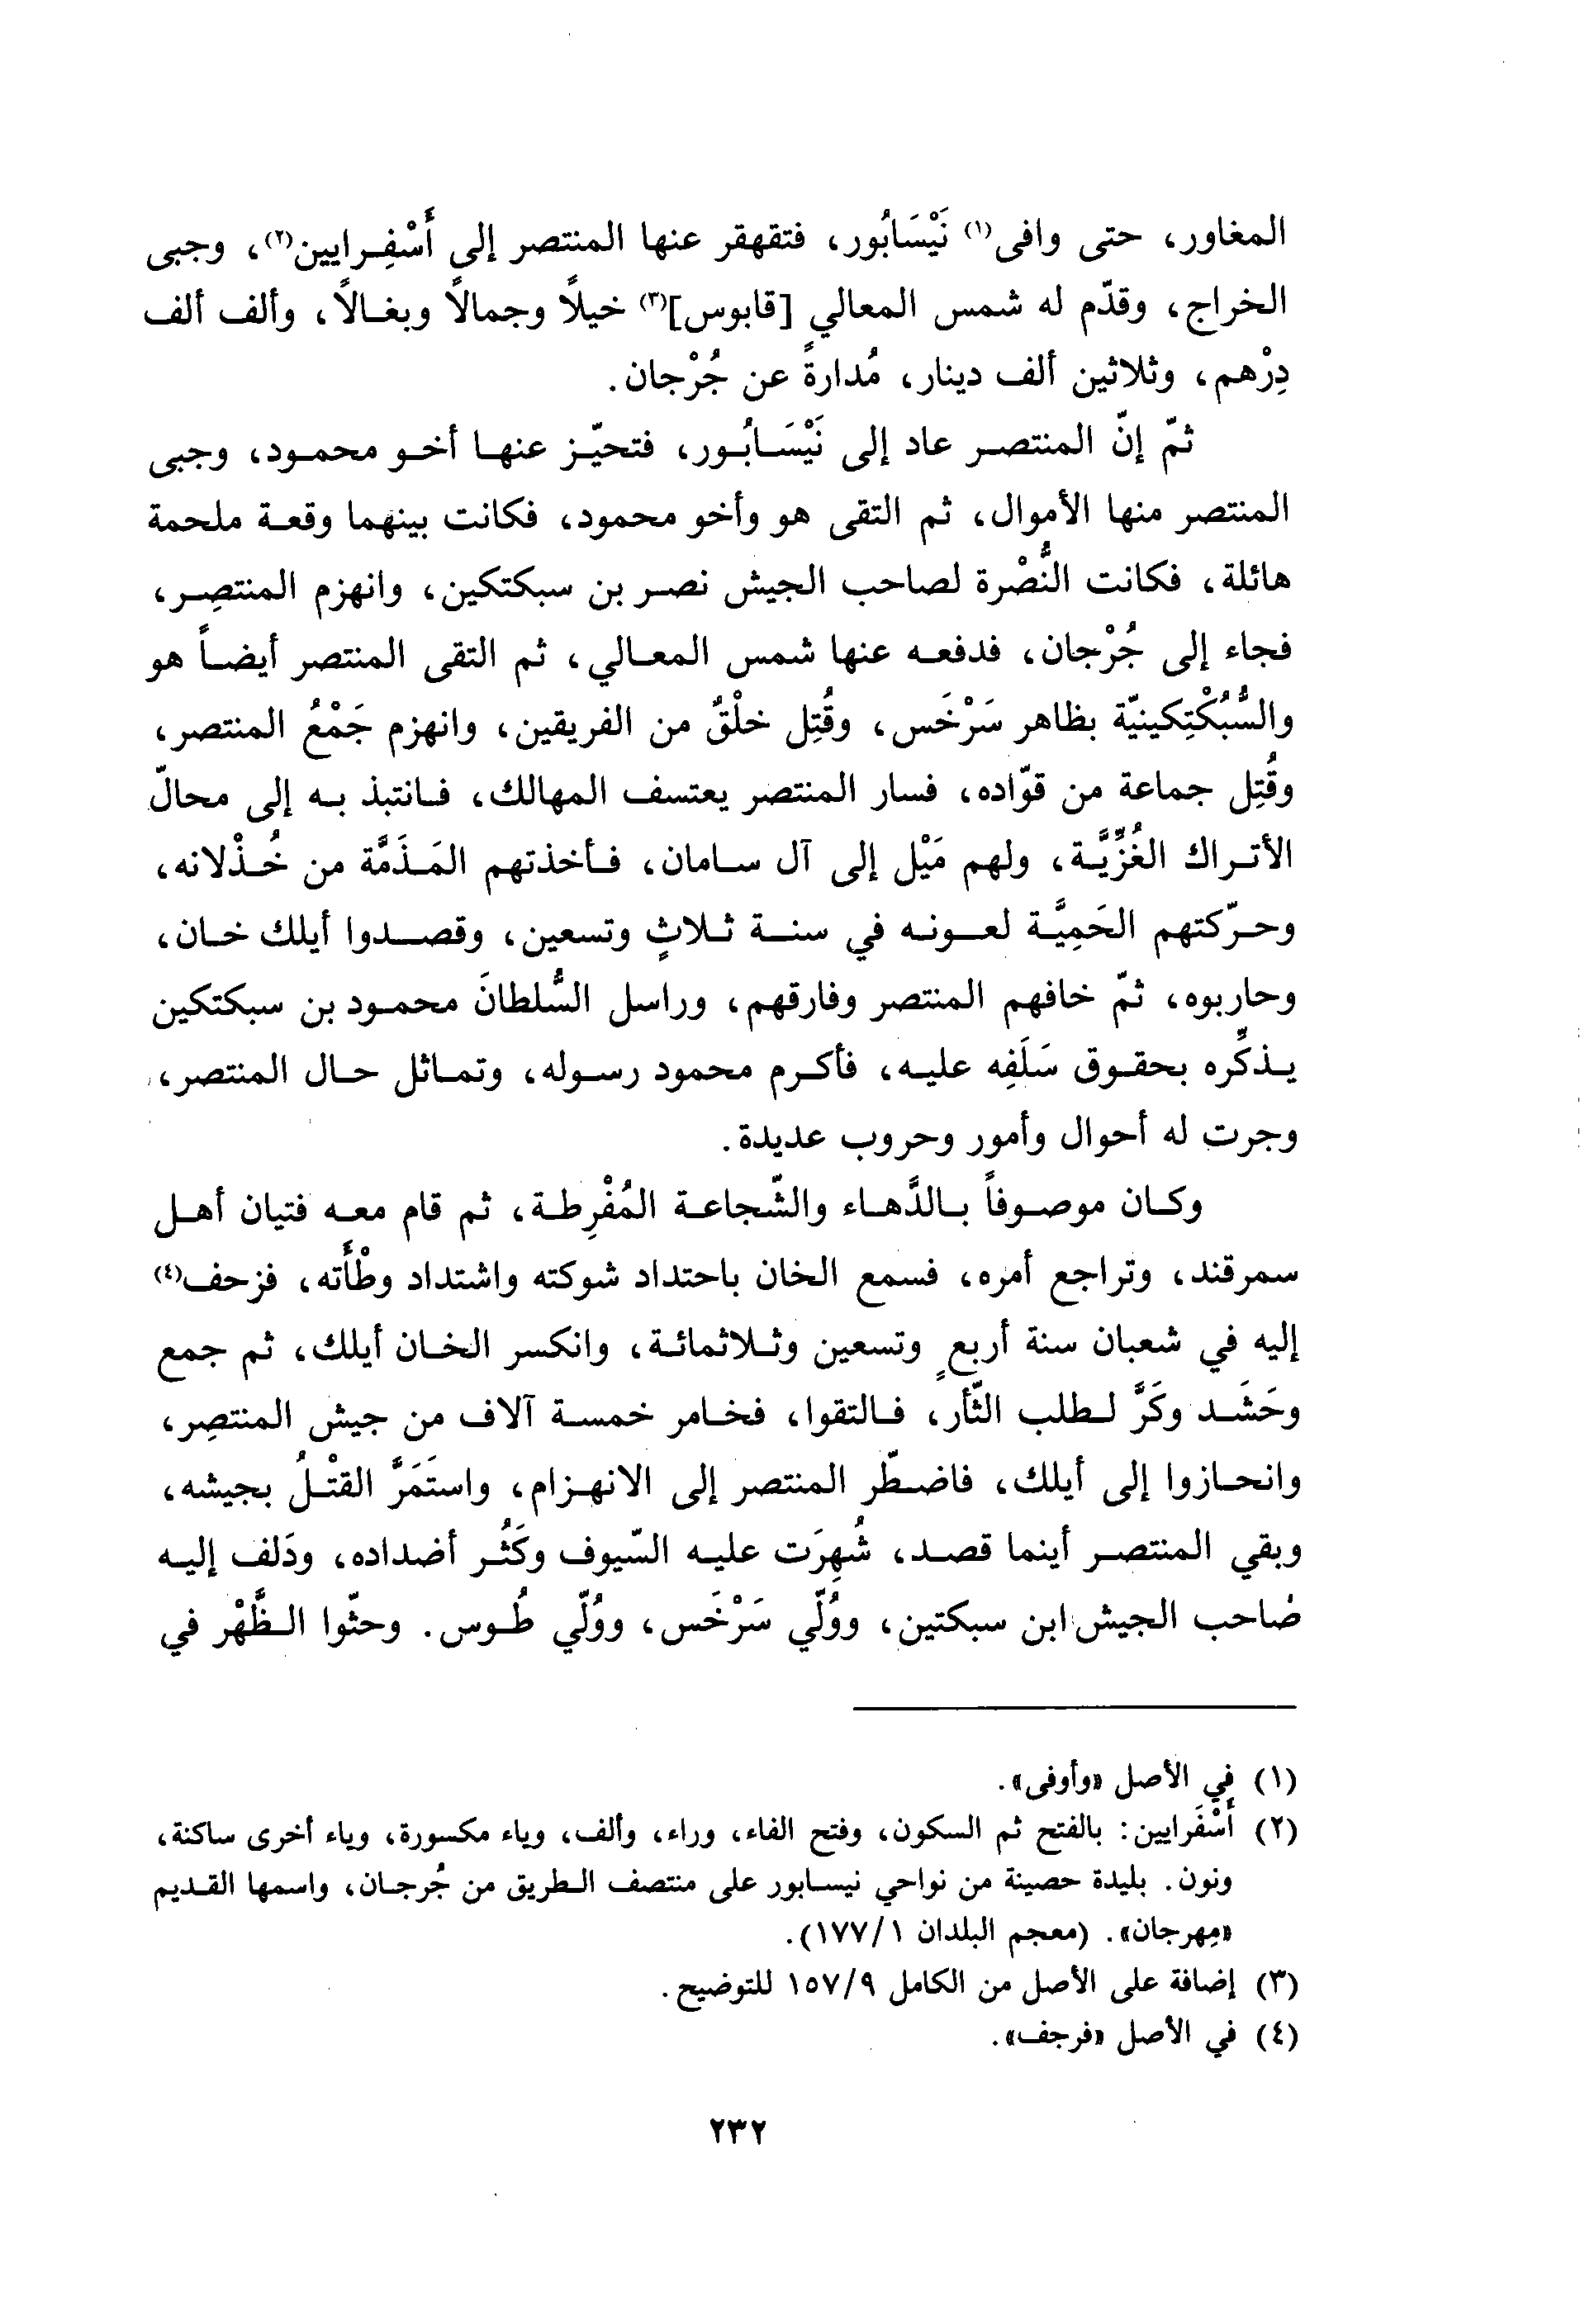 المغاور، حتى وافى(١) نَيْسَابُور، فتقهقر عنها المنتصر إلى أَسْفِرايين(٢)، وجبى
الخراج، وقدّم له شمس المعالي [قابوس](٣) خيلاً وجمالاً وبغالاً، وألف ألف
دِرْهم، وثلاثين ألف دينار، مُدارةً عن جُرْجان.
ثمّ إنّ المنتصر عاد إلى نَيْسَابُور، فتحيّز عنها أخو محمود، وجبى
المنتصر منها الأموال، ثم التقى هو وأخو محمود، فكانت بينهما وقعة ملحمة
هائلة، فكانت النُّصْرة لصاحب الجيش نصر بن سبكتكين، وانهزم المنتصِر،
فجاء إلى جُرْجان، فدفعه عنها شمس المعالي، ثم التقى المنتصر أيضاً هو
والسُّبُكْتِكينيّة بظاهر سَرْخَس، وقُتِل خلْقٌ من الفريقين، وانهزم جَمْعُ المنتصر،
وقُتِل جماعة من قوّاده، فسار المنتصر يعتسف المهالك، فانتبذ به إلى محالّ
الأتراك الغُزِّيَّة، ولهم مَيْل إلى آل سامان، فأخذتهم المَذَمَّة من خُذْلانه،
وحرّكتهم الحَمِيَّة لعونه في سنة ثلاثٍ وتسعين، وقصدوا أيلك خان،
وحاربوه، ثمّ خافهم المنتصر وفارقهم، وراسل السُّلطانَ محمود بن سبكتكين
يذكِّره بحقوق سَلَفِه عليه، فأكرم محمود رسوله، وتماثل حال المنتصر،
وجرت له أحوال وأمور وحروب عديدة.
وكان موصوفاً بالدَّهاء والشّجاعة المُفْرِطة، ثم قام معه فتيان أهل
سمرقند، وتراجع أمره، فسمع الخان باحتداد شوكته واشتداد وطْأَته، فزحف(٤)
إليه في شعبان سنة أربعٍ وتسعين وثلاثمائة، وانكسر الخان أيلك، ثم جمع
وحَشَد وكَرَّ لطلب الثّأر، فالتقوا، فخامر خمسة آلاف من جيش المنتصِر،
وانحازوا إلى أيلك، فاضطّر المنتصر إلى الانهزام، واستَمَرَّ القتْلُ بجيشه،
وبقي المنتصر أينما قصد، شُهِرَت عليه السّيوف وكَثُر أضداده، ودَلف إليه
صاحب الجيش ابن سبكتين، ووُلّي سَرْخَس، ووُلّي طُوس. وحثّوا الظَّهْر في
(١) في الأصل «وأوفى».
(٢) أَسْفَرايين: بالفتح ثم السكون، وفتح الفاء، وراء، وألف، وياء مكسورة، وياء أخرى ساكنة،
ونون. بليدة حصينة من نواحي نيسابور على منتصف الطريق من جُرجان، واسمها القديم
«مِهرجان». (معجم البلدان ١/١٧٧).
(٣) إضافة على الأصل من الكامل ٩/١٥٧ للتوضيح.
(٤) في الأصل «فرجف».
٢٣٢